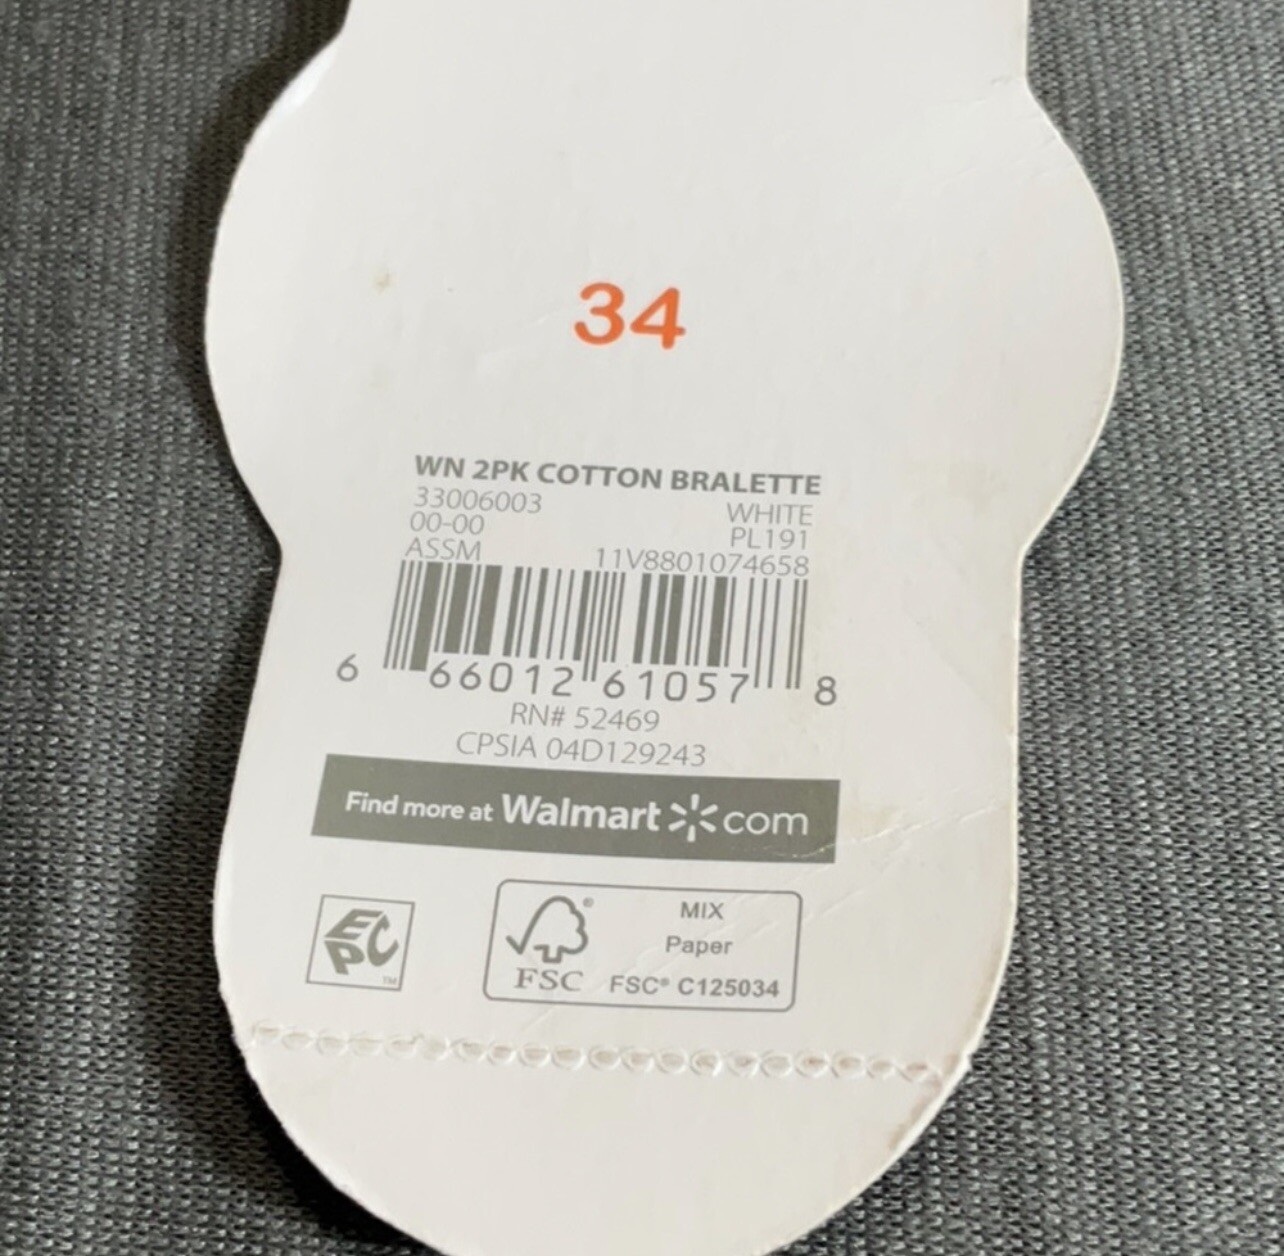 34
WN 2PK COTTON BRALETTE
33006003 WHITE
00-00 PL191
ASSM 11V8801074658
6 66012 61057 8
RN# 52469
CPSIA 04D129243
Find more at Walmart com
EPC ™
FSC ® MIX
Paper
FSC® C125034